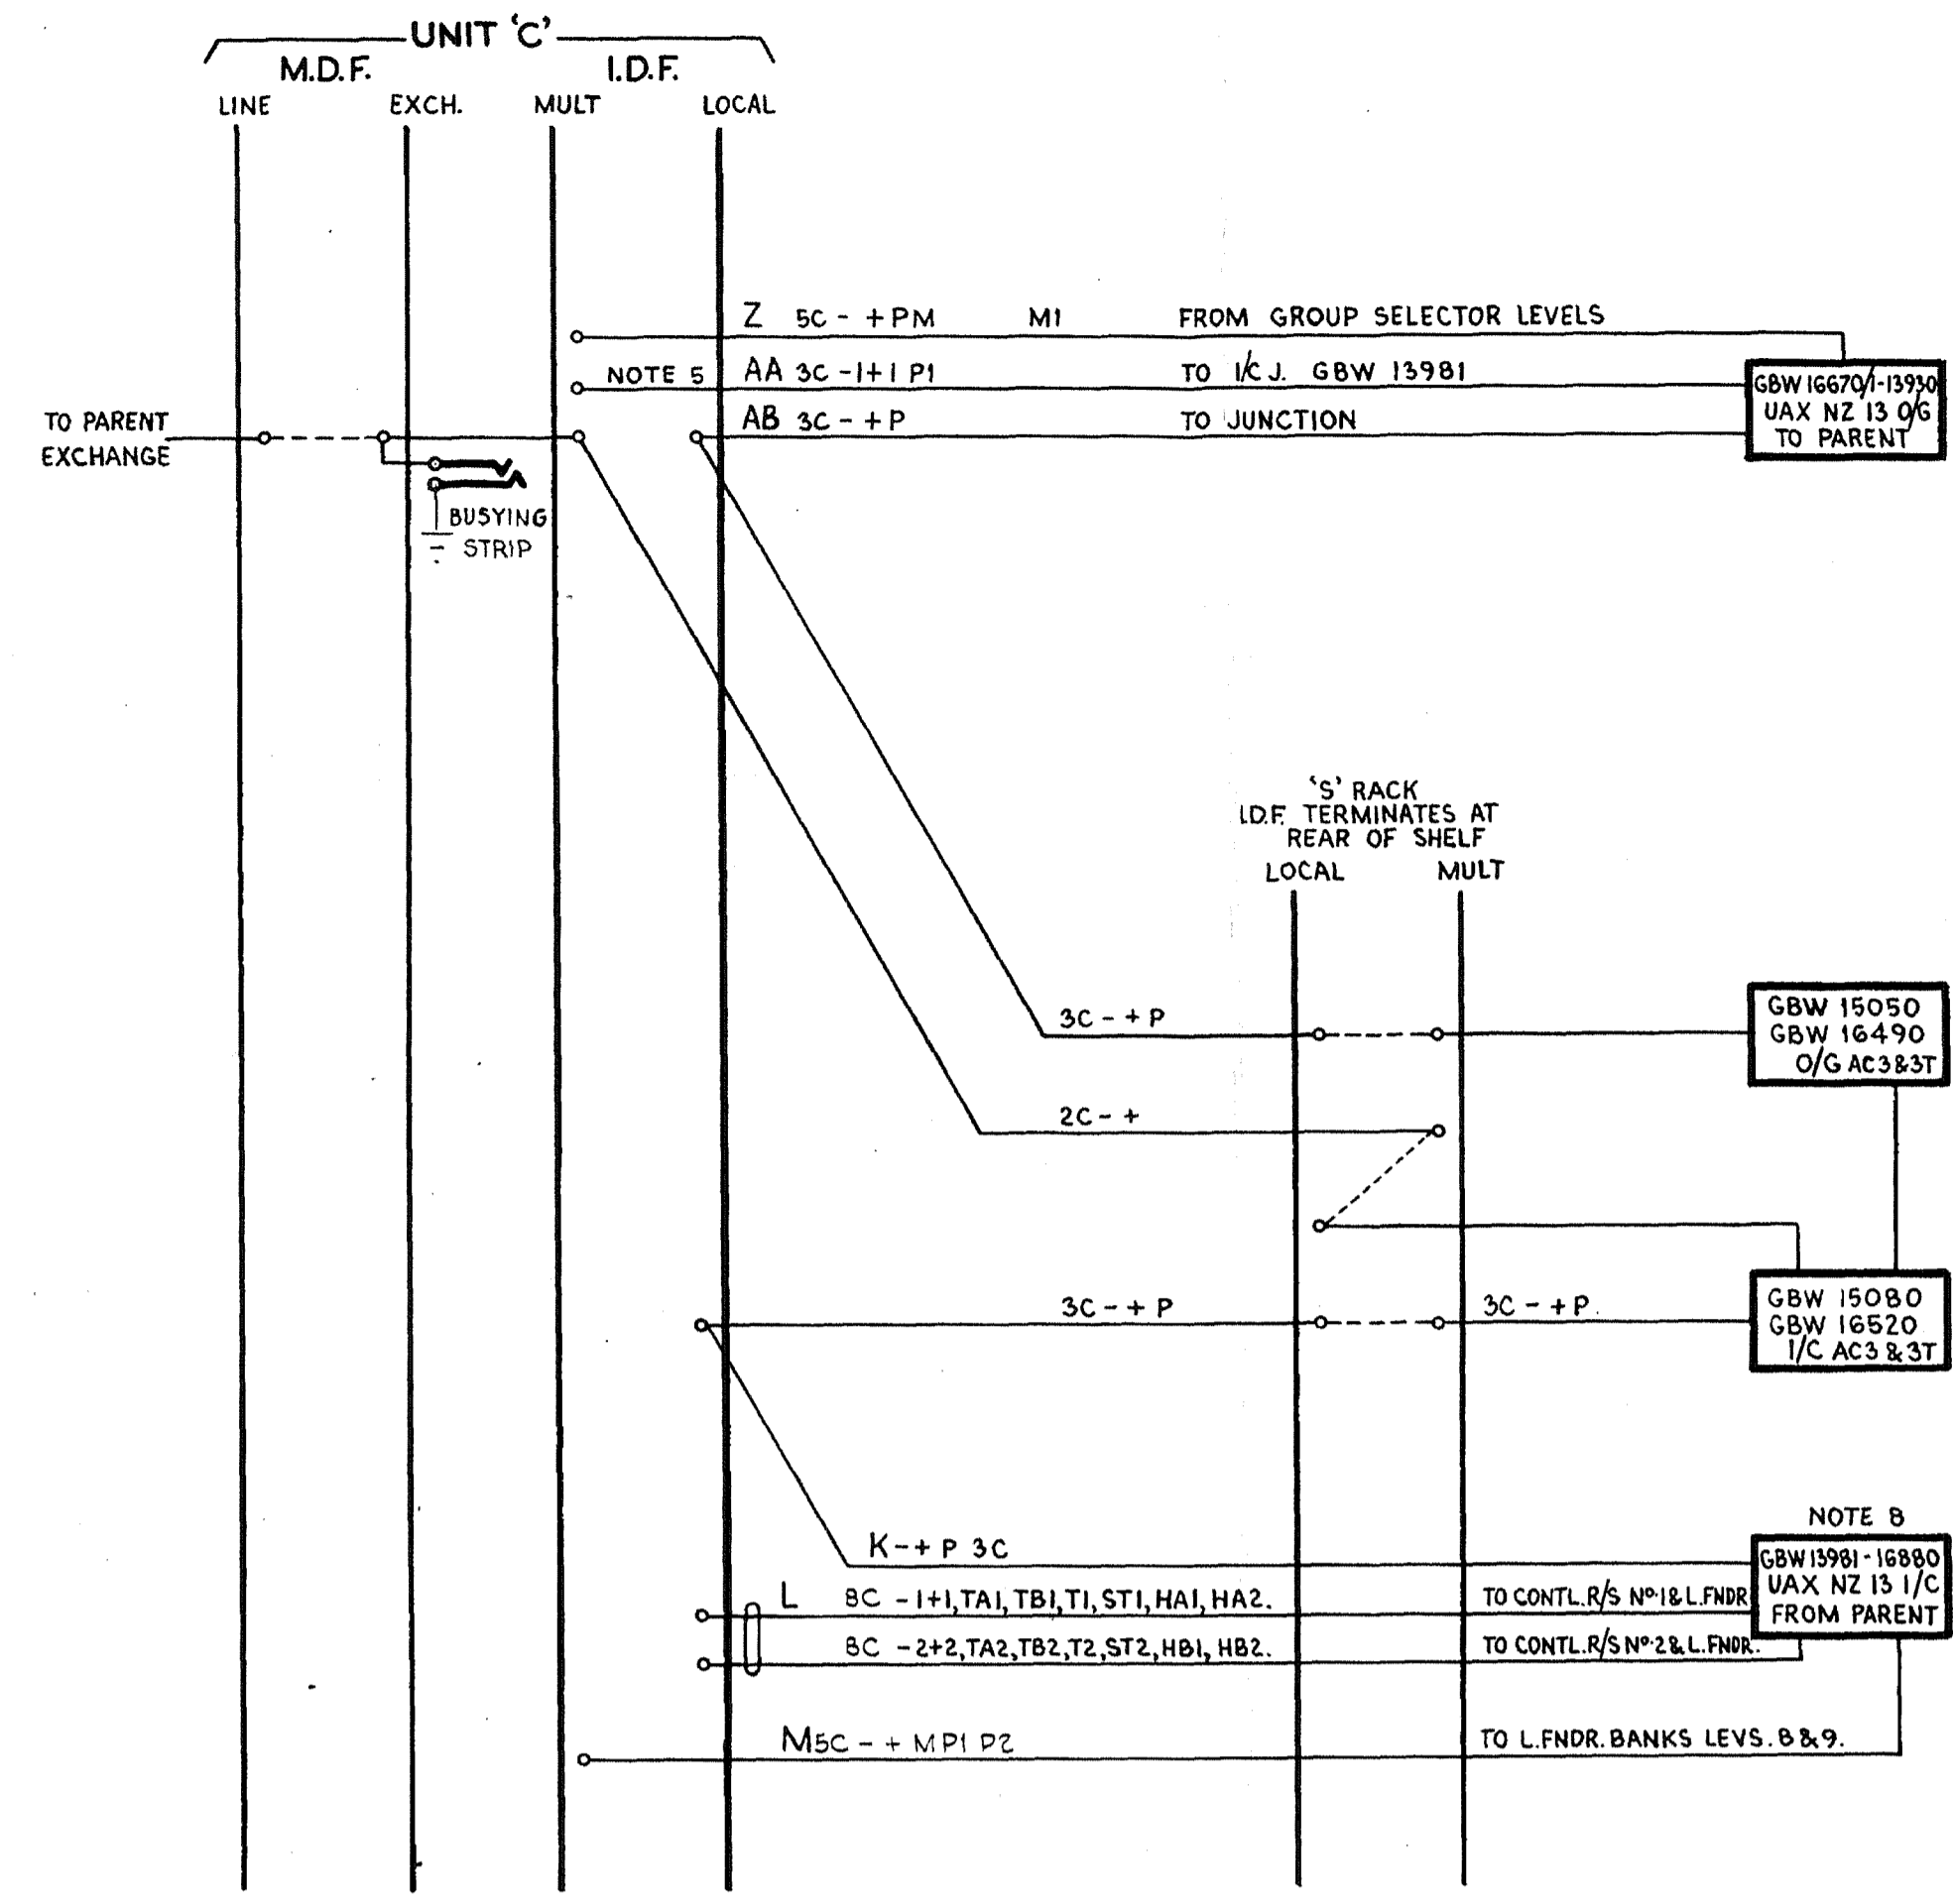 UNIT 'C'
M.D.F. I.D.F.
LINE EXCH. MULT LOCAL
Z 5C - + PM M1 FROM GROUP SELECTOR LEVELS
NOTE 5 AA 3C -1+1 P1 TO I/C J. GBW 13981
AB 3C - + P TO JUNCTION
GBW 16670/1-13930
UAX NZ 13 O/G
TO PARENT
TO PARENT
EXCHANGE
BUSYING
STRIP
'S' RACK
I.D.F. TERMINATES AT
REAR OF SHELF
LOCAL MULT
3C - + P
GBW 15050
GBW 16490
O/G AC3&3T
2C - +
3C - + P 3C - + P.
GBW 15080
GBW 16520
I/C AC3 & 3T
NOTE 8
K - + P 3C
GBW 13981-16880
UAX NZ 13 I/C
FROM PARENT
L 8C -1+1, TA1, TB1, T1, ST1, HA1, HA2. TO CONTL. R/S No.1 & L.FNDR
8C -2+2, TA2, TB2, T2, ST2, HB1, HB2. TO CONTL. R/S No.2 & L.FNDR.
M 5C - + MP1 P2 TO L.FNDR. BANKS LEVS. 8 & 9.